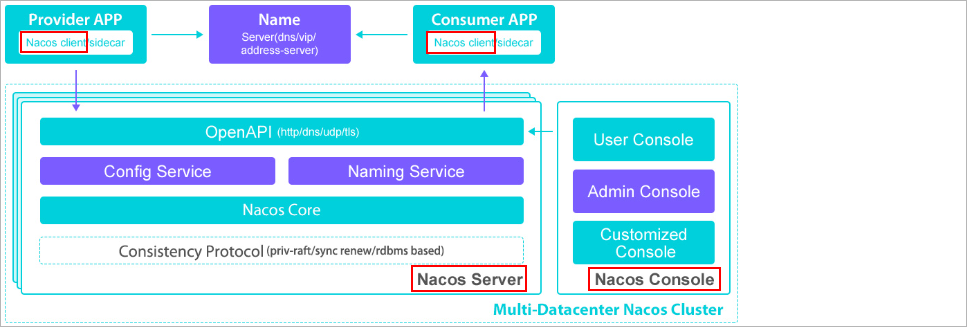 Provider APP
Nacos client/sidecar
Name
Server(dns/vip/
address-server)
Consumer APP
Nacos client/sidecar
OpenAPI (http/dns/udp/tls)
Config Service
Naming Service
Nacos Core
Consistency Protocol (priv-raft/sync renew/rdbms based)
Nacos Server
User Console
Admin Console
Customized
Console
Nacos Console
Multi-Datacenter Nacos Cluster